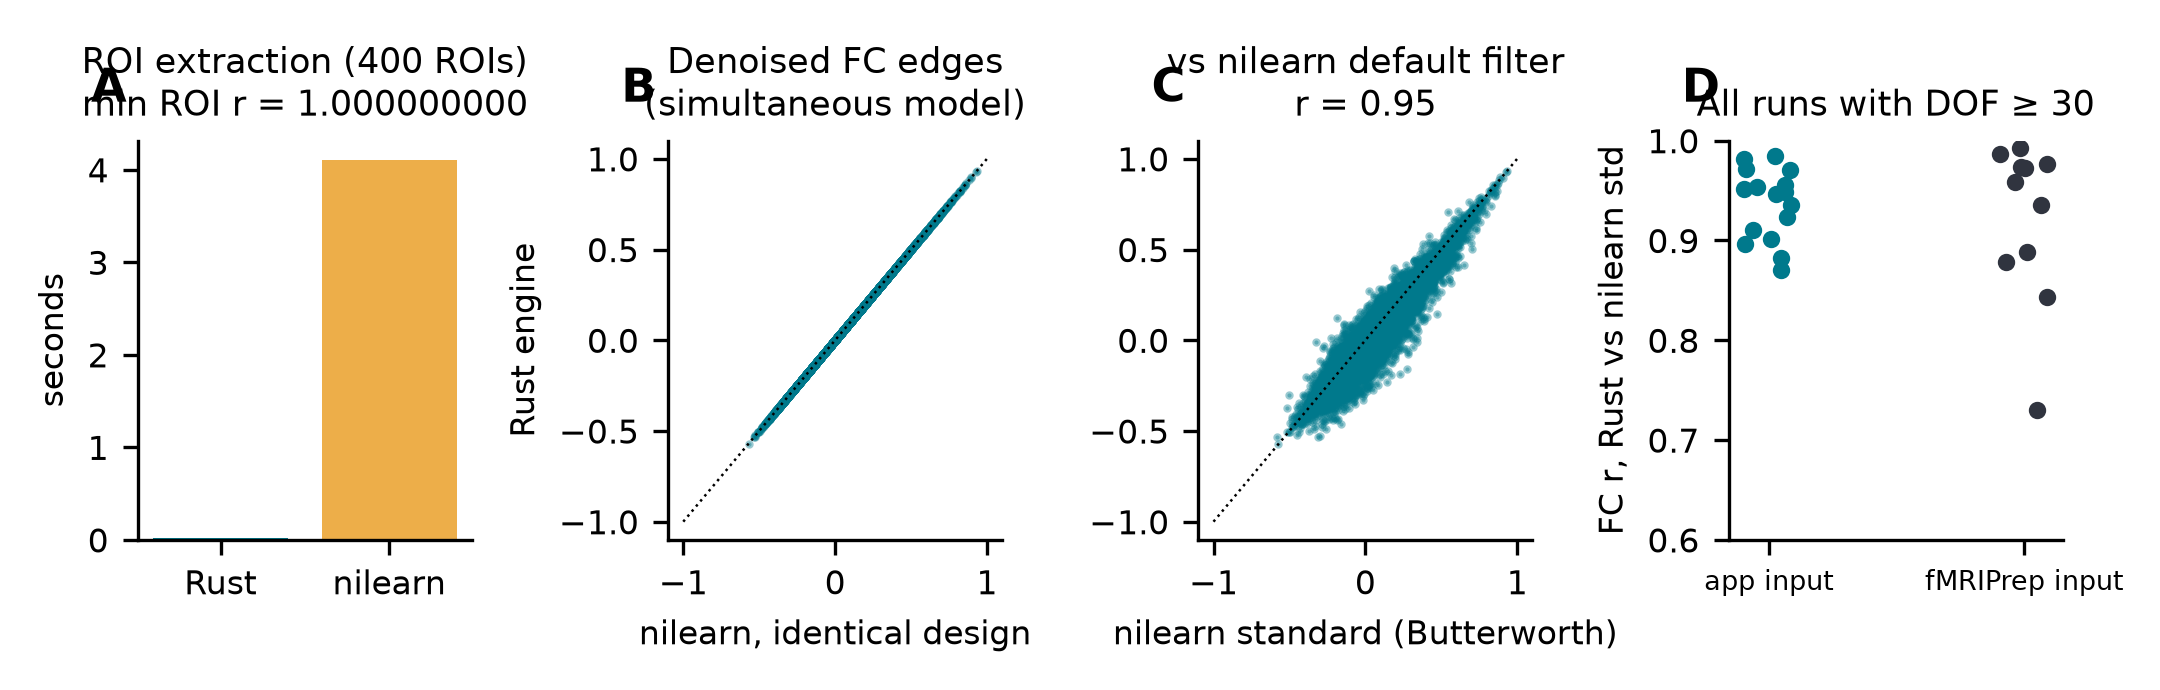 A
ROI extraction (400 ROIs)
min ROI r = 1.000000000
seconds
4
3
2
1
0
Rust
nilearn
B
Denoised FC edges
(simultaneous model)
Rust engine
1.0
0.5
0.0
−0.5
−1.0
−1
0
1
nilearn, identical design
C
vs nilearn default filter
r = 0.95
1.0
0.5
0.0
−0.5
−1.0
−1
0
1
nilearn standard (Butterworth)
D
All runs with DOF ≥ 30
FC r, Rust vs nilearn std
1.0
0.9
0.8
0.7
0.6
app input
fMRIPrep input